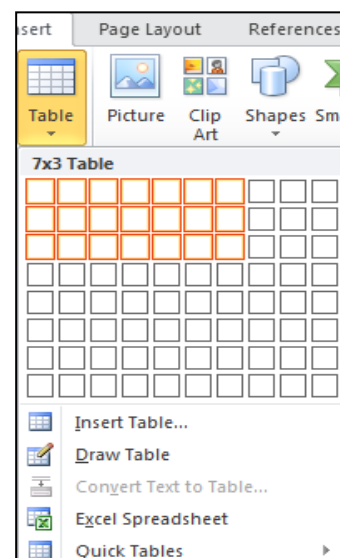 nsert Page Layout References
Table Picture Clip Art Shapes Sm
7x3 Table
Insert Table...
Draw Table
Convert Text to Table...
Excel Spreadsheet
Quick Tables